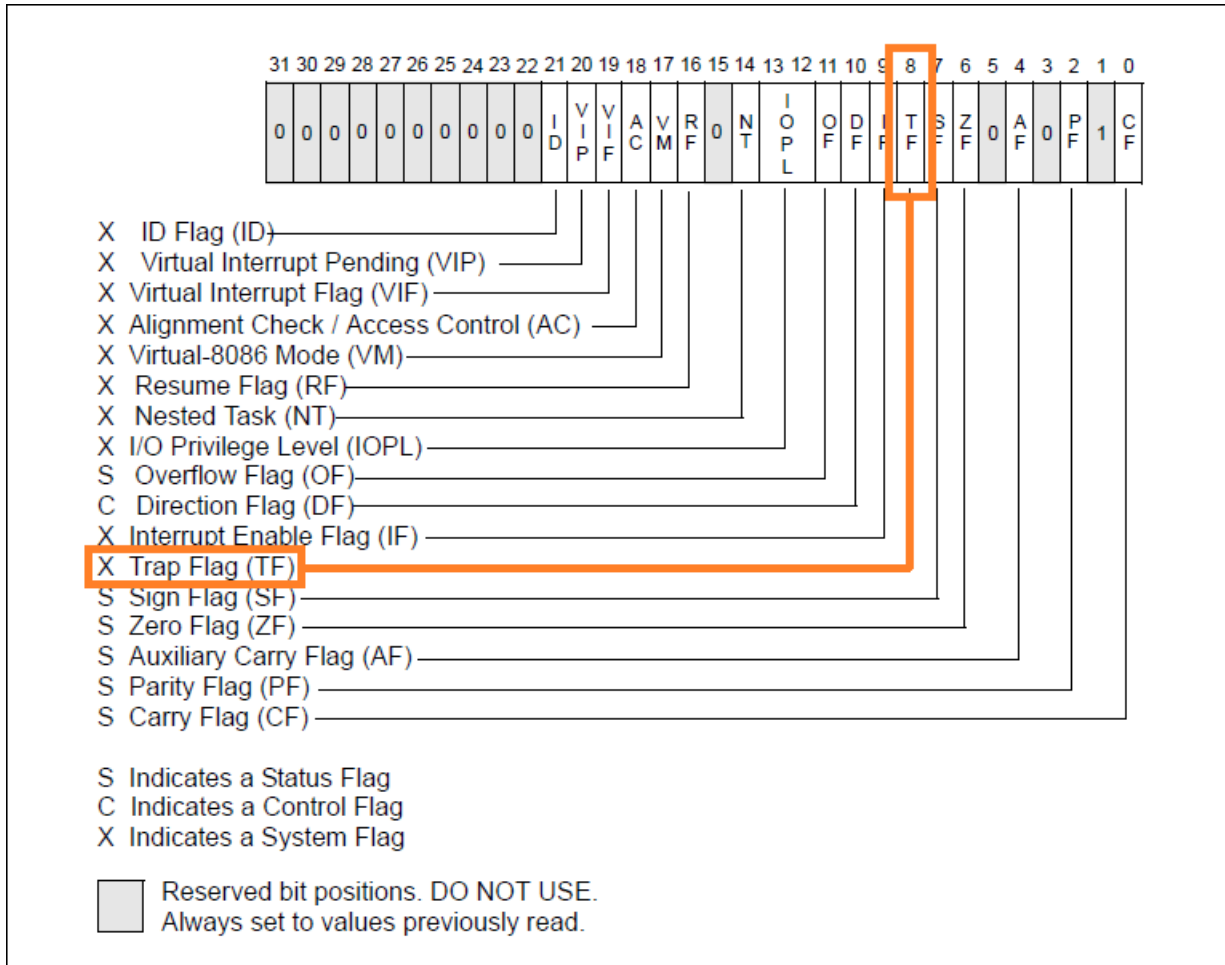 31 30 29 28 27 26 25 24 23 22 21 20 19 18 17 16 15 14 13 12 11 10 9 8 7 6 5 4 3 2 1 0
0 0 0 0 0 0 0 0 0 0 ID VIP VIF AC VM RF 0 NT IOPL OF DF IF TF SF ZF 0 AF 0 PF 1 CF
X ID Flag (ID)
X Virtual Interrupt Pending (VIP)
X Virtual Interrupt Flag (VIF)
X Alignment Check / Access Control (AC)
X Virtual-8086 Mode (VM)
X Resume Flag (RF)
X Nested Task (NT)
X I/O Privilege Level (IOPL)
S Overflow Flag (OF)
C Direction Flag (DF)
X Interrupt Enable Flag (IF)
X Trap Flag (TF)
S Sign Flag (SF)
S Zero Flag (ZF)
S Auxiliary Carry Flag (AF)
S Parity Flag (PF)
S Carry Flag (CF)
S Indicates a Status Flag
C Indicates a Control Flag
X Indicates a System Flag
Reserved bit positions. DO NOT USE.
Always set to values previously read.